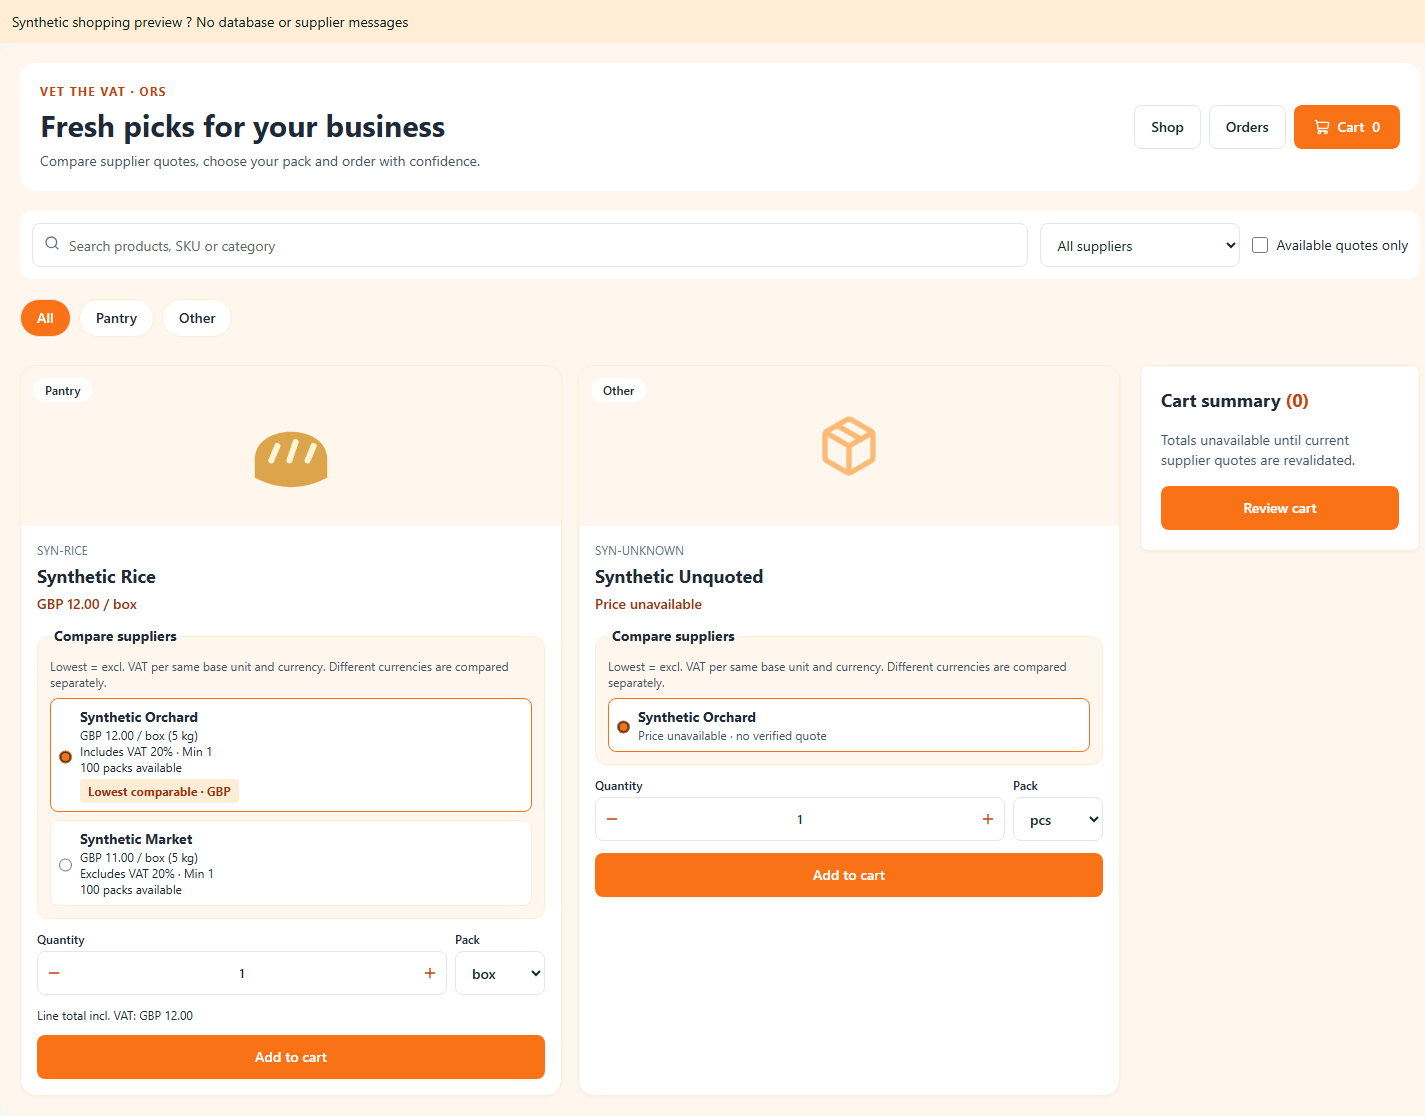 Synthetic shopping preview ? No database or supplier messages
VET THE VAT · ORS
Fresh picks for your business
Compare supplier quotes, choose your pack and order with confidence.
Shop
Orders
Cart 0
Search products, SKU or category
All suppliers
Available quotes only
All
Pantry
Other
Pantry
SYN-RICE
Synthetic Rice
GBP 12.00 / box
Compare suppliers
Lowest = excl. VAT per same base unit and currency. Different currencies are compared
separately.
Synthetic Orchard
GBP 12.00 / box (5 kg)
Includes VAT 20% · Min 1
100 packs available
Lowest comparable · GBP
Synthetic Market
GBP 11.00 / box (5 kg)
Excludes VAT 20% · Min 1
100 packs available
Quantity
Pack
− 1 +
box
Line total incl. VAT: GBP 12.00
Add to cart
Other
SYN-UNKNOWN
Synthetic Unquoted
Price unavailable
Compare suppliers
Lowest = excl. VAT per same base unit and currency. Different currencies are compared
separately.
Synthetic Orchard
Price unavailable · no verified quote
Quantity
Pack
− 1 +
pcs
Add to cart
Cart summary (0)
Totals unavailable until current
supplier quotes are revalidated.
Review cart